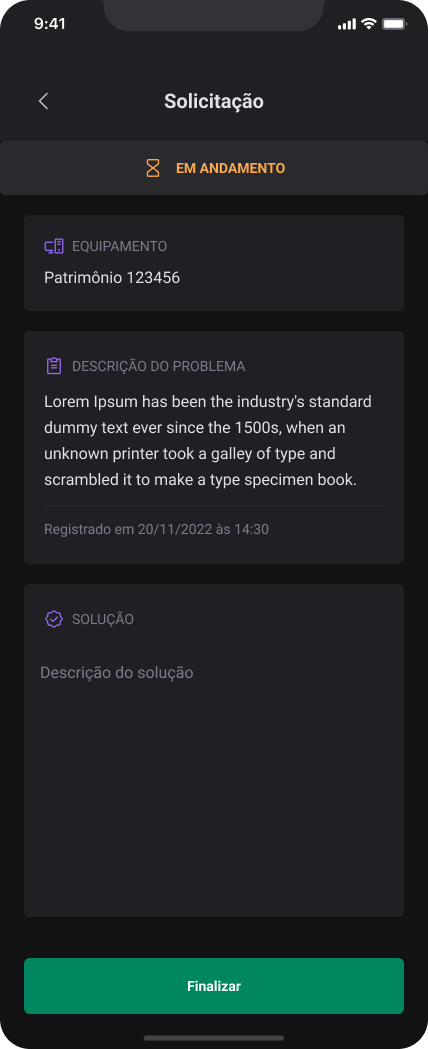 9:41
Solicitação
EM ANDAMENTO
EQUIPAMENTO
Patrimônio 123456
DESCRIÇÃO DO PROBLEMA
Lorem Ipsum has been the industry's standard
dummy text ever since the 1500s, when an
unknown printer took a galley of type and
scrambled it to make a type specimen book.
Registrado em 20/11/2022 às 14:30
SOLUÇÃO
Descrição do solução
Finalizar